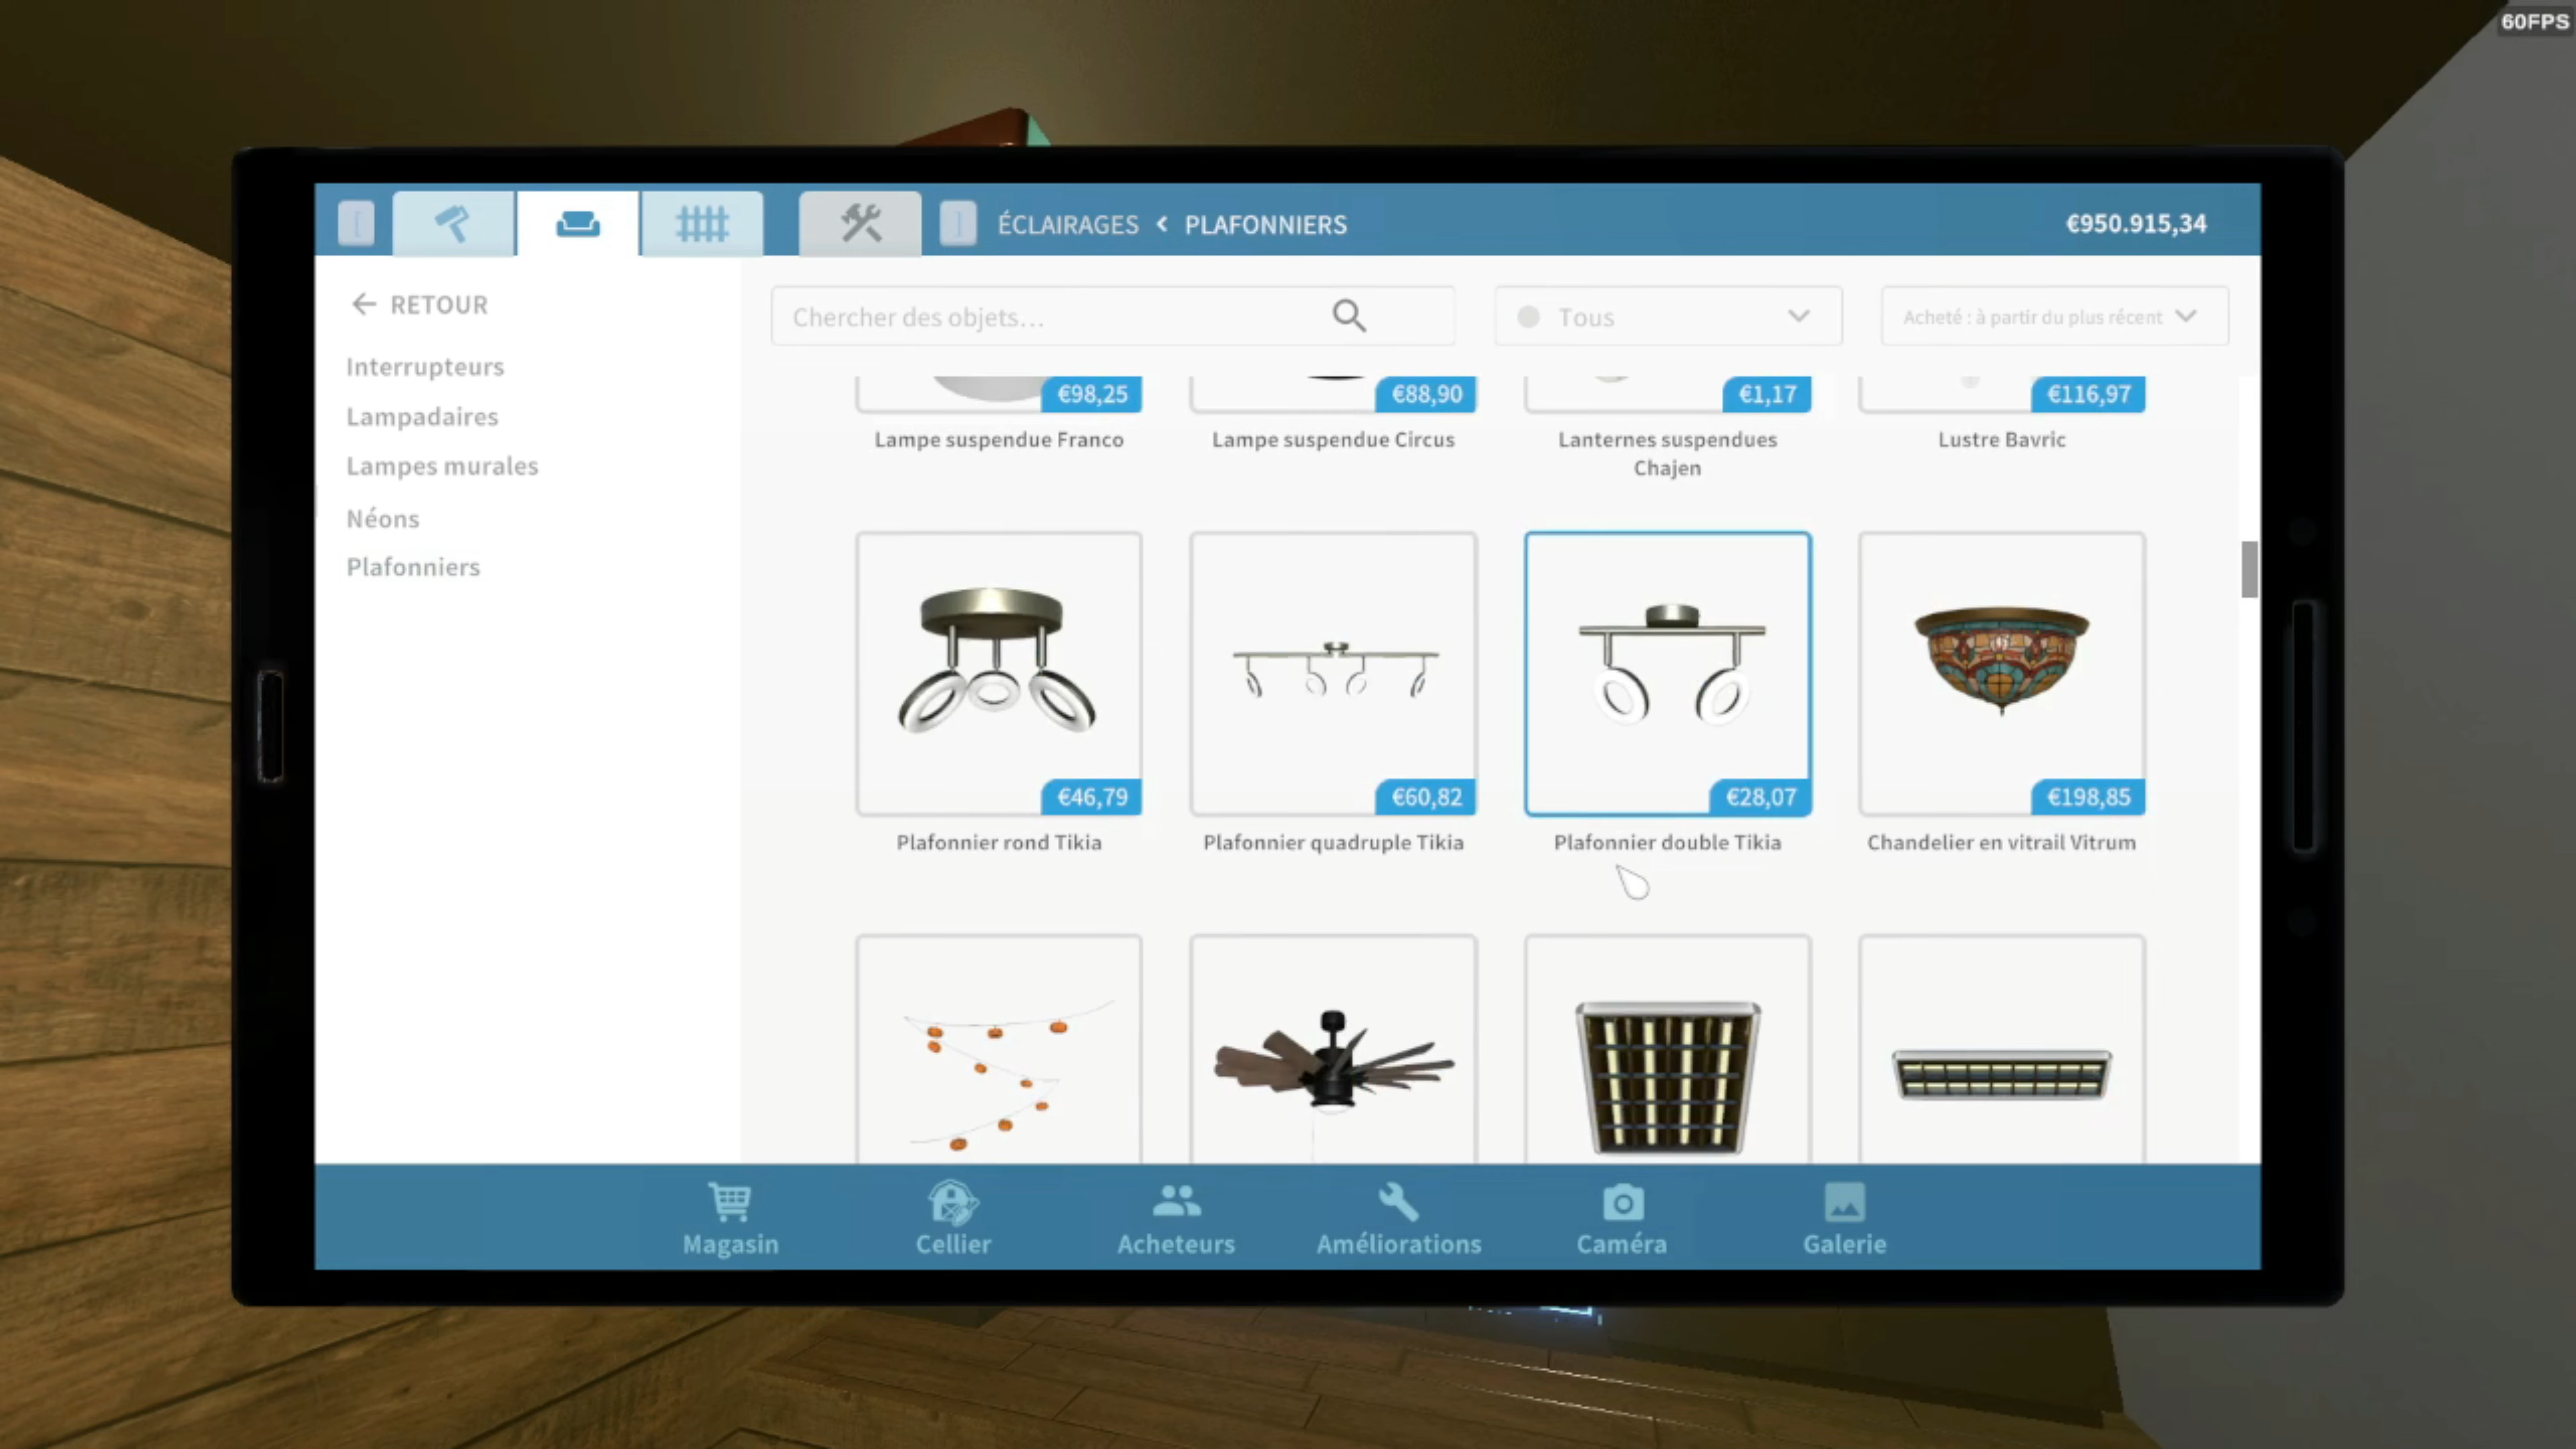 60FPS
[
]
ÉCLAIRAGES < PLAFONNIERS
€950.915,34
← RETOUR
Interrupteurs
Lampadaires
Lampes murales
Néons
Plafonniers
Chercher des objets...
Tous
Acheté : à partir du plus récent
€98,25
€88,90
€1,17
€116,97
Lampe suspendue Franco
Lampe suspendue Circus
Lanternes suspendues
Chajen
Lustre Bavric
€46,79
€60,82
€28,07
€198,85
Plafonnier rond Tikia
Plafonnier quadruple Tikia
Plafonnier double Tikia
Chandelier en vitrail Vitrum
Magasin
Cellier
Acheteurs
Améliorations
Caméra
Galerie